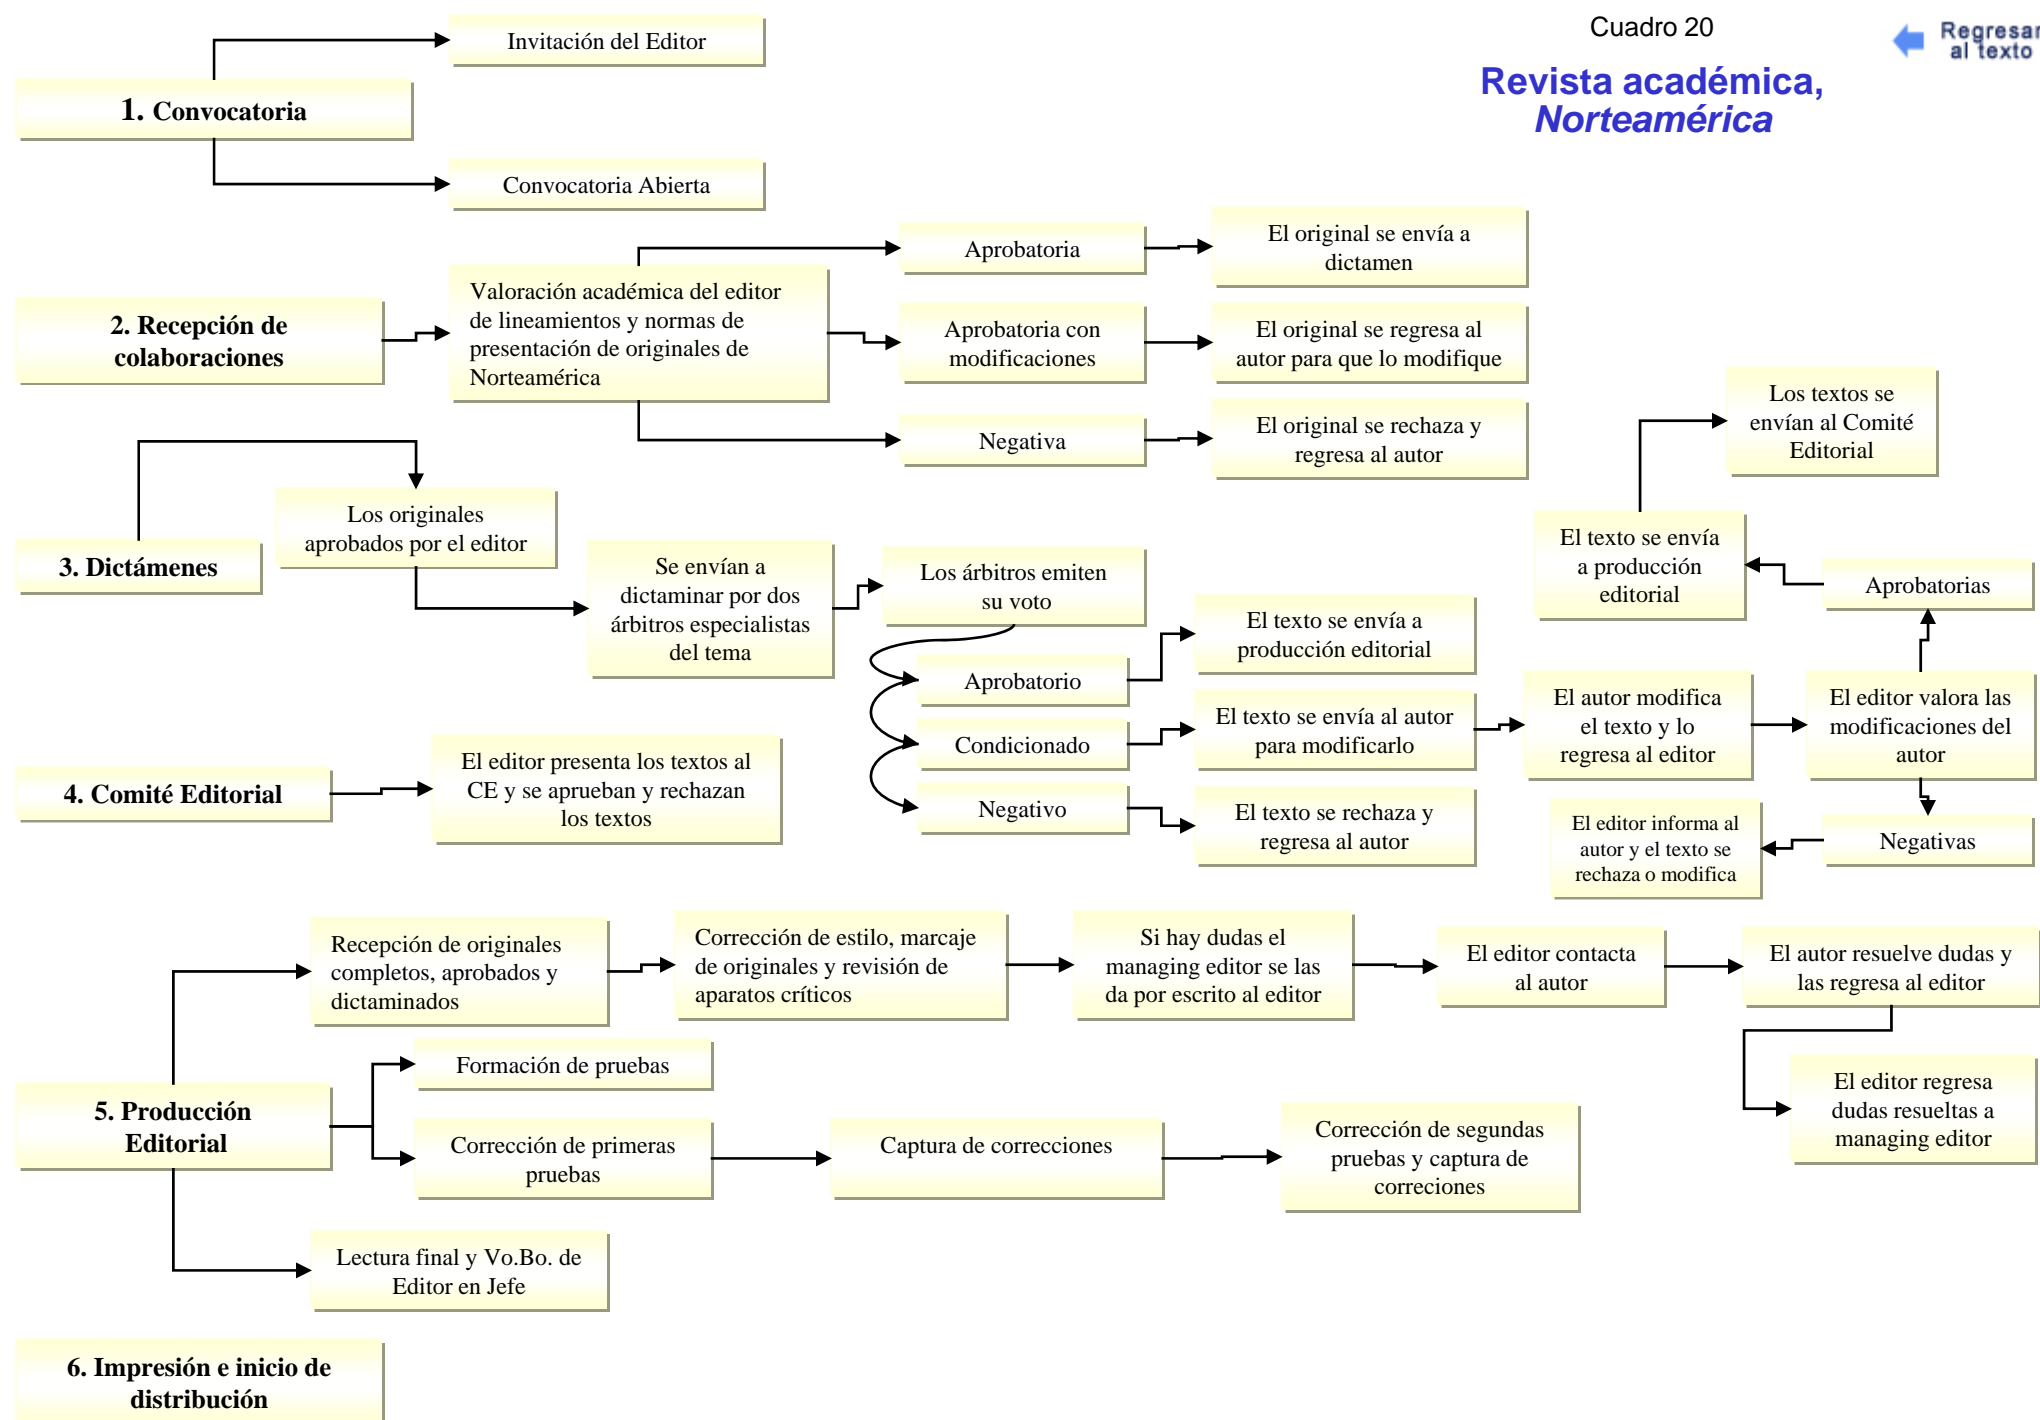 Cuadro 20
Regresar
al texto
Revista académica,
Norteamérica
Invitación del Editor
1. Convocatoria
Convocatoria Abierta
2. Recepción de
colaboraciones
Valoración académica del editor
de lineamientos y normas de
presentación de originales de
Norteamérica
Aprobatoria
El original se envía a
dictamen
Aprobatoria con
modificaciones
El original se regresa al
autor para que lo modifique
Negativa
El original se rechaza y
regresa al autor
3. Dictámenes
Los originales
aprobados por el editor
Se envían a
dictaminar por dos
árbitros especialistas
del tema
Los árbitros emiten
su voto
Aprobatorio
El texto se envía a
producción editorial
Condicionado
El texto se envía al autor
para modificarlo
El autor modifica
el texto y lo
regresa al editor
El editor valora las
modificaciones del
autor
Aprobatorias
El texto se envía
a producción
editorial
Los textos se
envían al Comité
Editorial
Negativas
El editor informa al
autor y el texto se
rechaza o modifica
Negativo
El texto se rechaza y
regresa al autor
4. Comité Editorial
El editor presenta los textos al
CE y se aprueban y rechazan
los textos
5. Producción
Editorial
Recepción de originales
completos, aprobados y
dictaminados
Corrección de estilo, marcaje
de originales y revisión de
aparatos críticos
Si hay dudas el
managing editor se las
da por escrito al editor
El editor contacta
al autor
El autor resuelve dudas y
las regresa al editor
El editor regresa
dudas resueltas a
managing editor
Formación de pruebas
Corrección de primeras
pruebas
Captura de correcciones
Corrección de segundas
pruebas y captura de
correciones
Lectura final y Vo.Bo. de
Editor en Jefe
6. Impresión e inicio de
distribución